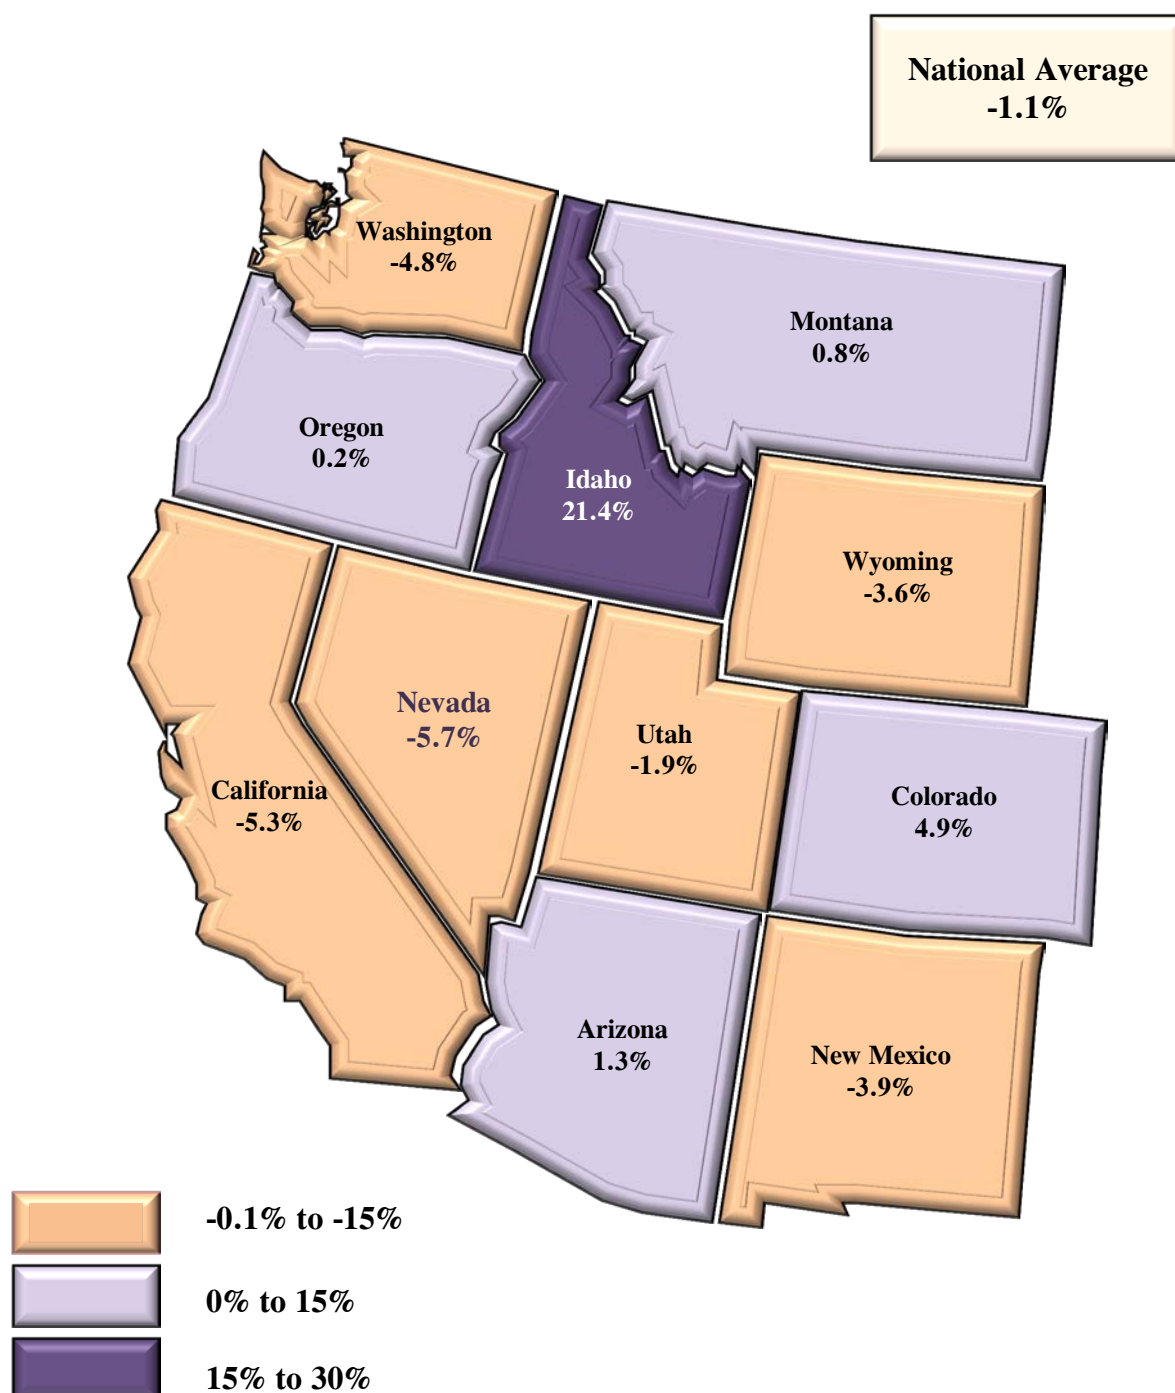 National Average
-1.1%
Washington
-4.8%
Montana
0.8%
Oregon
0.2%
Idaho
21.4%
Wyoming
-3.6%
Nevada
-5.7%
Utah
-1.9%
California
-5.3%
Colorado
4.9%
Arizona
1.3%
New Mexico
-3.9%
-0.1% to -15%
0% to 15%
15% to 30%